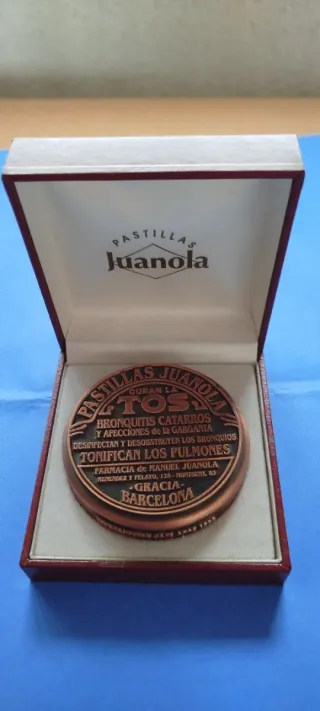 PASTILLAS
Juanola
PASTILLAS JUANOLA
CURAN LA
TOS
BRONQUITIS CATARROS
Y AFECCIONES de la GARGANTA
DESINFECTAN Y DESOBSTRUYEN LOS BRONQUIOS
TONIFICAN LOS PULMONES
FARMACIA de MANUEL JUANOLA
-GRACIA-
BARCELONA